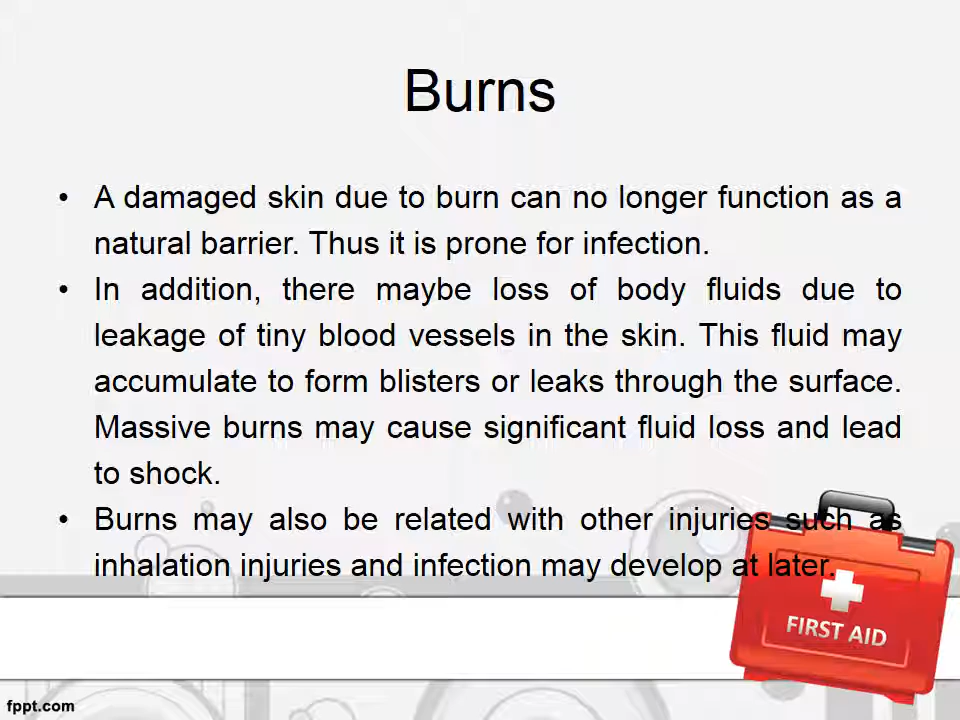 Burns
• A damaged skin due to burn can no longer function as a
natural barrier. Thus it is prone for infection.
• In addition, there maybe loss of body fluids due to
leakage of tiny blood vessels in the skin. This fluid may
accumulate to form blisters or leaks through the surface.
Massive burns may cause significant fluid loss and lead
to shock.
• Burns may also be related with other injuries such as
inhalation injuries and infection may develop at later.
FIRST AID
fppt.com